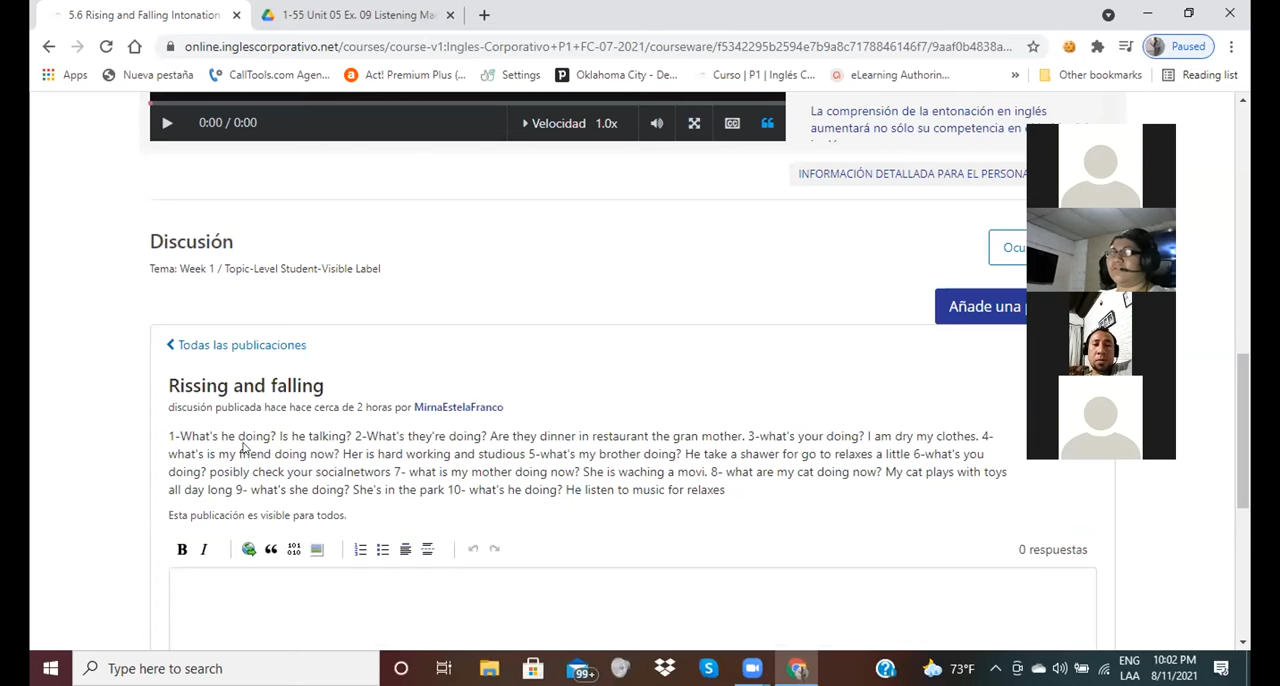 5.6 Rising and Falling Intonation
1-55 Unit 05 Ex. 09 Listening Ma
online.inglescorporativo.net/courses/course-v1:Ingles-Corporativo+P1+FC-07-2021/courseware/f5342295b2594e7b9a8c7178846146f7/9aaf0b4838a...
Paused
Apps
Nueva pestaña
CallTools.com Agen...
Act! Premium Plus (...
Settings
Oklahoma City - De...
Curso | P1 | Inglés C...
eLearning Authorin...
»
Other bookmarks
Reading list
0:00 / 0:00
Velocidad 1.0x
La comprensión de la entonación en inglés
aumentará no sólo su competencia en
INFORMACIÓN DETALLADA PARA EL PERSONA
Discusión
Tema: Week 1 / Topic-Level Student-Visible Label
Ocu
Añade una
Todas las publicaciones
Rissing and falling
discusión publicada hace hace cerca de 2 horas por MirnaEstelaFranco
1-What's he doing? Is he talking? 2-What's they're doing? Are they dinner in restaurant the gran mother. 3-what's your doing? I am dry my clothes. 4-
what's is my friend doing now? Her is hard working and studious 5-what's my brother doing? He take a shawer for go to relaxes a little 6-what's you
doing? posibly check your socialnetwors 7- what is my mother doing now? She is waching a movi. 8- what are my cat doing now? My cat plays with toys
all day long 9- what's she doing? She's in the park 10- what's he doing? He listen to music for relaxes
Esta publicación es visible para todos.
B I
0 respuestas
Type here to search
99+
73°F
ENG
LAA
10:02 PM
8/11/2021